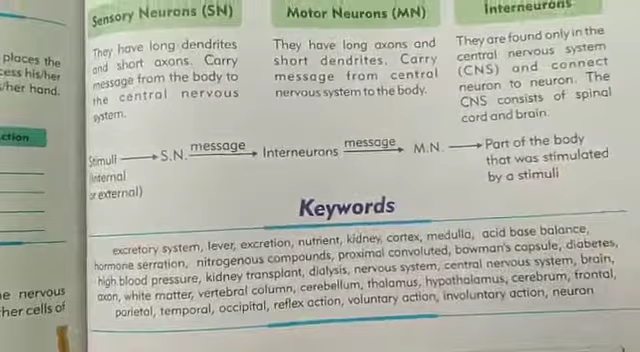 places the
cess his/her
s/her hand.
ction
e nervous
ther cells of
Sensory Neurons (SN)
They have long dendrites
and short axons. Carry
message from the body to
the central nervous
system.
Motor Neurons (MN)
They have long axons and
short dendrites. Carry
message from central
nervous system to the body.
Interneurons
They are found only in the
central nervous system
(CNS) and connect
neuron to neuron. The
CNS consists of spinal
cord and brain.
Stimuli
(internal
or external)
S.N. message Interneurons message M.N.
Part of the body
that was stimulated
by a stimuli
Keywords
excretory system, lever, excretion, nutrient, kidney, cortex, medulla, acid base balance,
hormone serration, nitrogenous compounds, proximal convoluted, bowman's capsule, diabetes,
high blood pressure, kidney transplant, dialysis, nervous system, central nervous system, brain,
axon, white matter, vertebral column, cerebellum, thalamus, hypothalamus, cerebrum, frontal,
parietal, temporal, occipital, reflex action, voluntary action, involuntary action, neuron